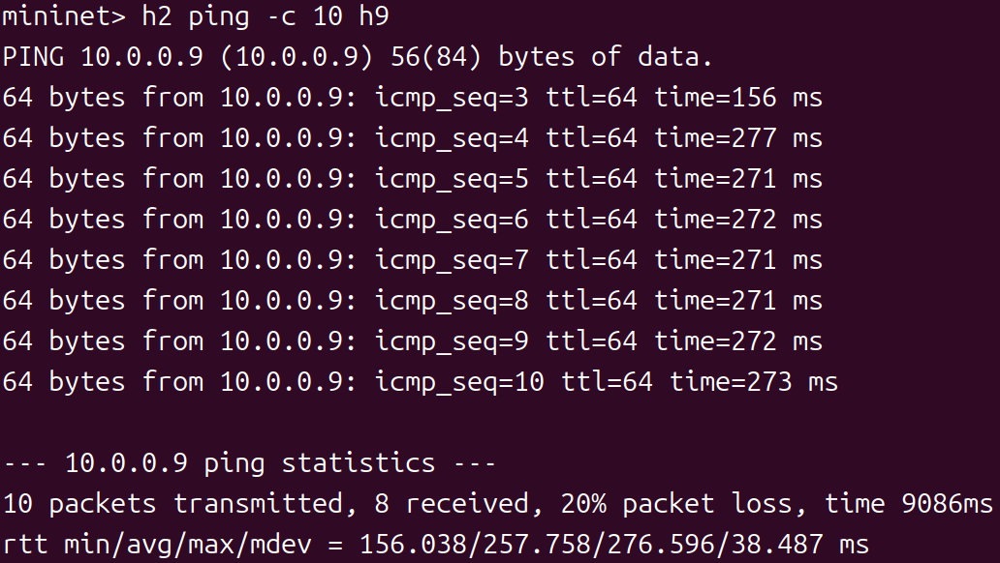 mininet> h2 ping -c 10 h9
PING 10.0.0.9 (10.0.0.9) 56(84) bytes of data.
64 bytes from 10.0.0.9: icmp_seq=3 ttl=64 time=156 ms
64 bytes from 10.0.0.9: icmp_seq=4 ttl=64 time=277 ms
64 bytes from 10.0.0.9: icmp_seq=5 ttl=64 time=271 ms
64 bytes from 10.0.0.9: icmp_seq=6 ttl=64 time=272 ms
64 bytes from 10.0.0.9: icmp_seq=7 ttl=64 time=271 ms
64 bytes from 10.0.0.9: icmp_seq=8 ttl=64 time=271 ms
64 bytes from 10.0.0.9: icmp_seq=9 ttl=64 time=272 ms
64 bytes from 10.0.0.9: icmp_seq=10 ttl=64 time=273 ms
--- 10.0.0.9 ping statistics ---
10 packets transmitted, 8 received, 20% packet loss, time 9086ms
rtt min/avg/max/mdev = 156.038/257.758/276.596/38.487 ms